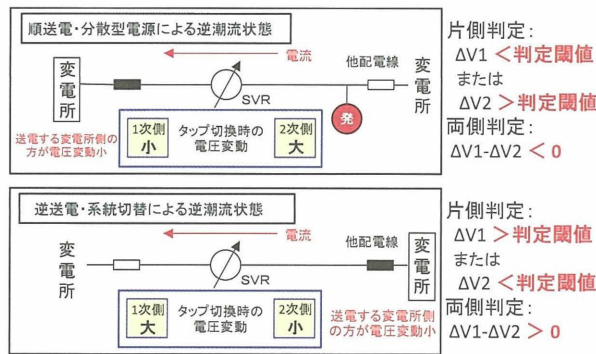 順送電・分散型電源による逆潮流状態
電流
他配電線
変電所
SVR
変電所
発
送電する変電所側の
方が電圧変動小
1次側
小
タップ切換時の
電圧変動
2次側
大
片側判定:
ΔV1 <判定閾値
または
ΔV2 >判定閾値
両側判定:
ΔV1-ΔV2 < 0
逆送電・系統切替による逆潮流状態
電流
他配電線
変電所
SVR
変電所
1次側
大
タップ切換時の
電圧変動
2次側
小
送電する変電所側
の方が電圧変動小
片側判定:
ΔV1 >判定閾値
または
ΔV2 <判定閾値
両側判定:
ΔV1-ΔV2 > 0